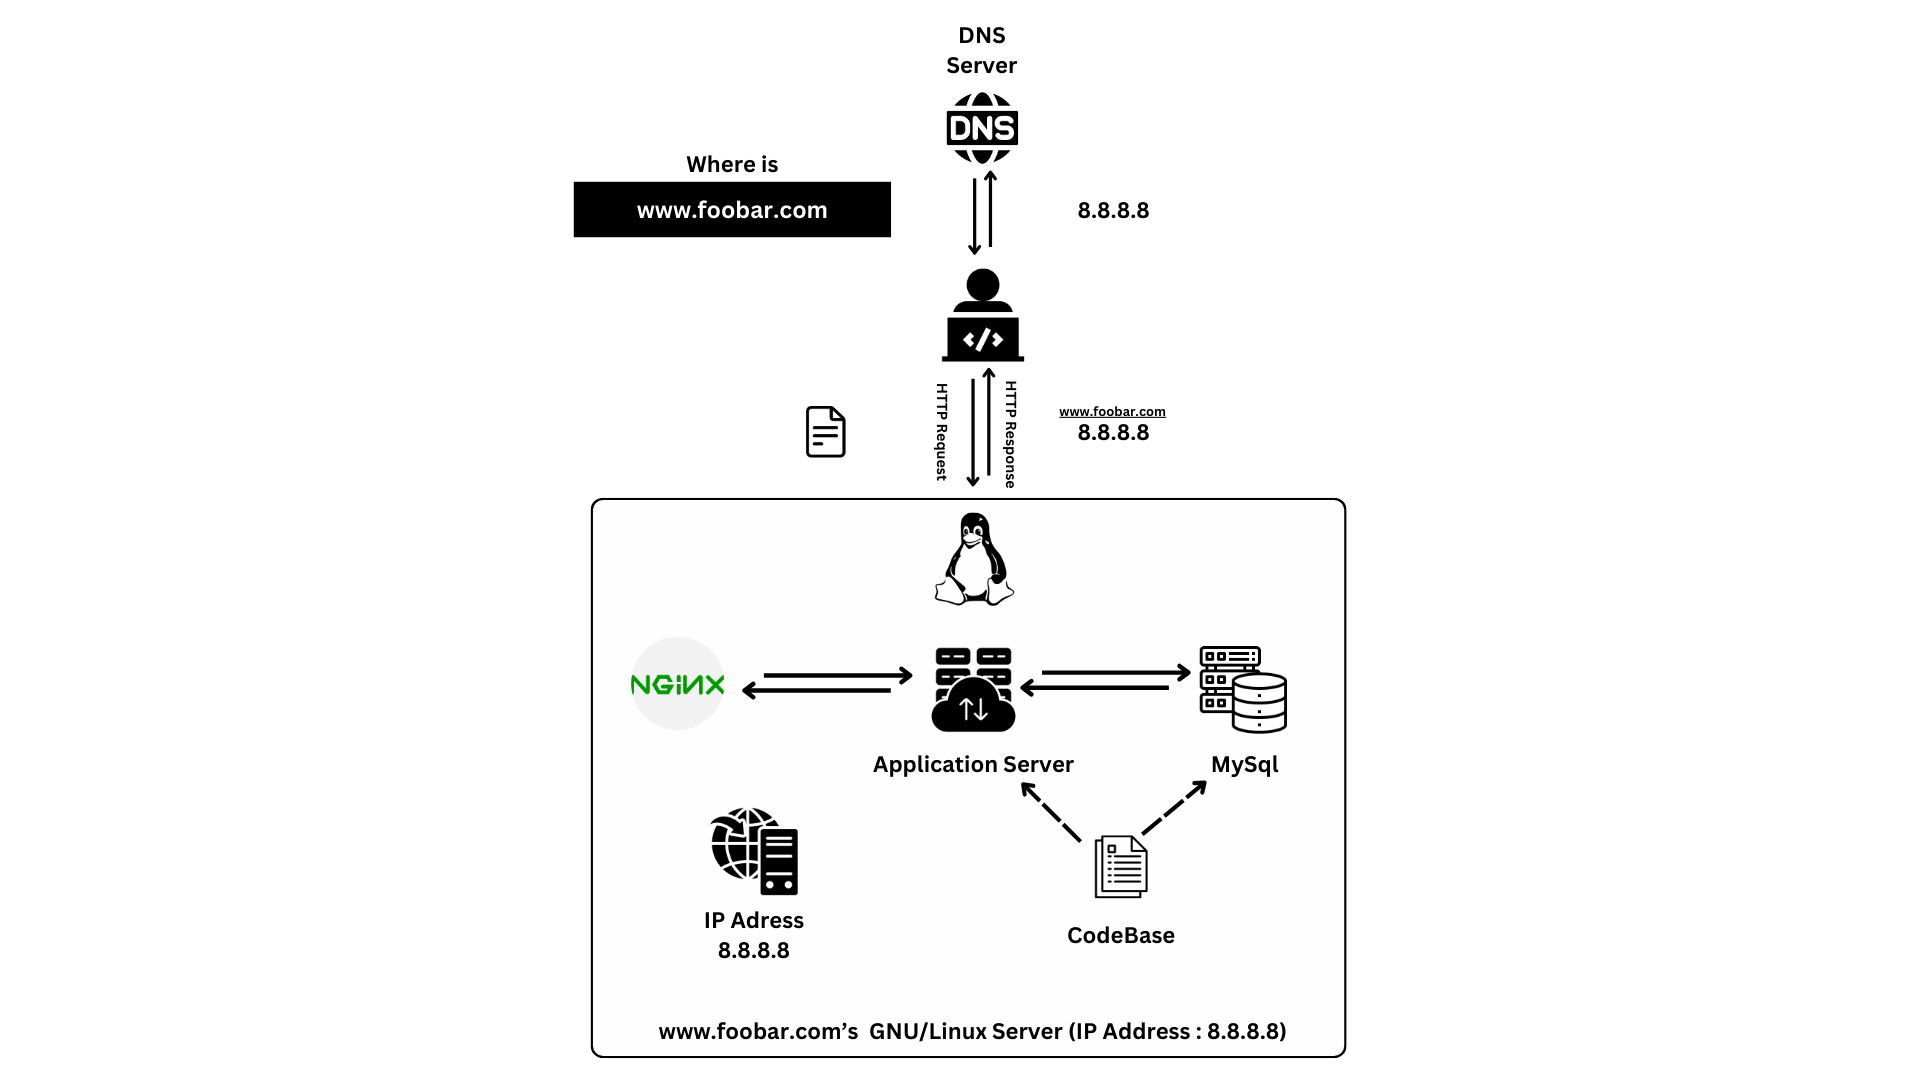 DNS
Server
DNS
Where is
www.foobar.com
8.8.8.8
</>
HTTP Request
HTTP Response
www.foobar.com
8.8.8.8
NGiNX
Application Server
MySql
IP Adress
8.8.8.8
CodeBase
www.foobar.com’s GNU/Linux Server (IP Address : 8.8.8.8)